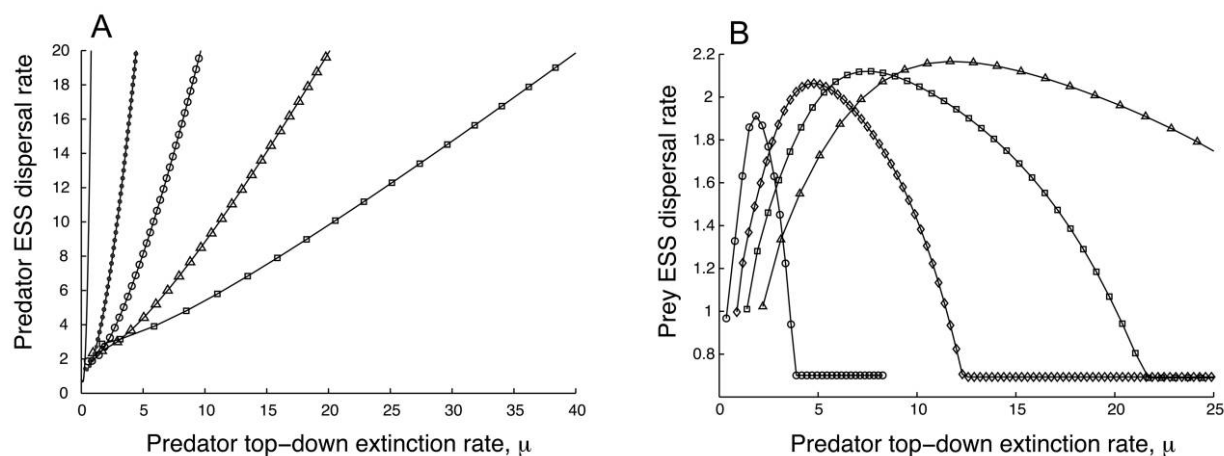 A
Predator ESS dispersal rate
20
18
16
14
12
10
8
6
4
2
0
0 5 10 15 20 25 30 35 40
Predator top-down extinction rate, μ
B
Prey ESS dispersal rate
2.2
2
1.8
1.6
1.4
1.2
1
0.8
0 5 10 15 20 25
Predator top-down extinction rate, μ